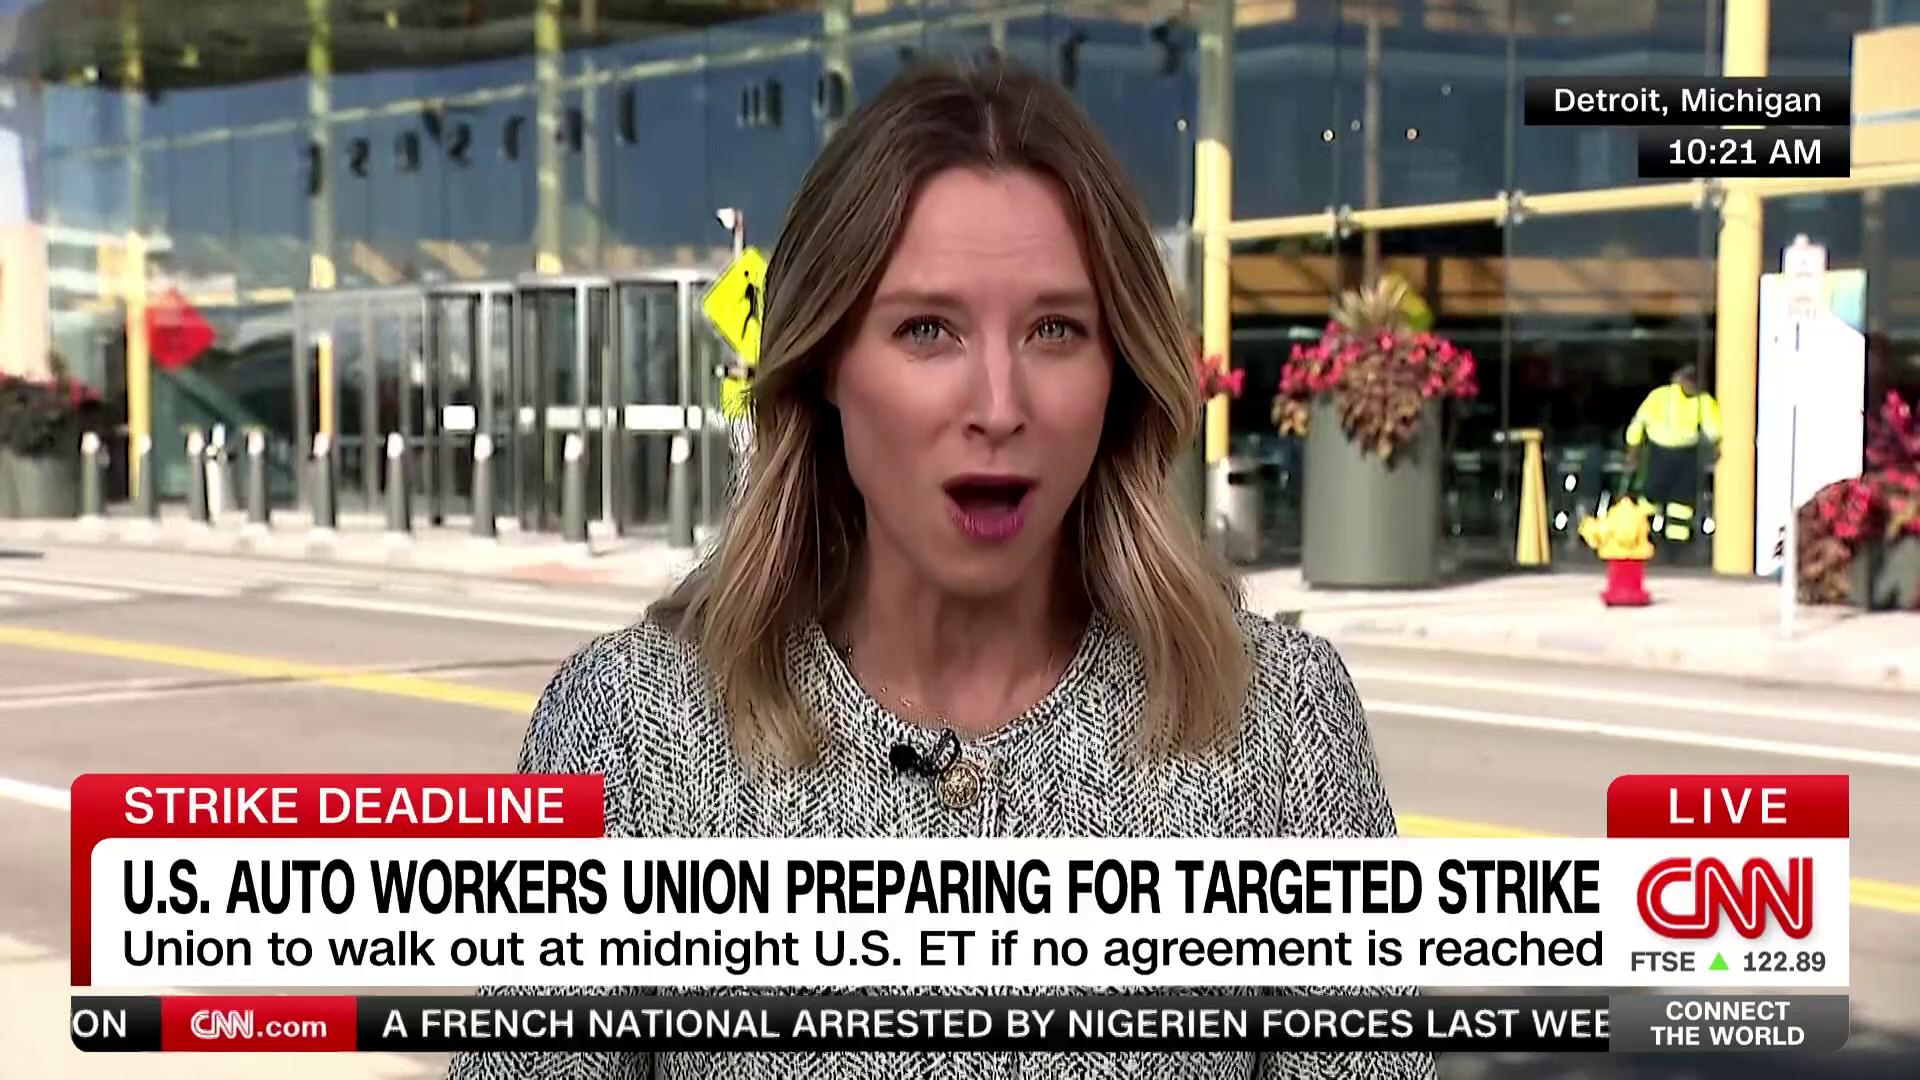 Detroit, Michigan
10:21 AM
STRIKE DEADLINE
LIVE
U.S. AUTO WORKERS UNION PREPARING FOR TARGETED STRIKE
Union to walk out at midnight U.S. ET if no agreement is reached
CNN
FTSE ▲ 122.89
ON CNN.com A FRENCH NATIONAL ARRESTED BY NIGERIEN FORCES LAST WEE
CONNECT
THE WORLD